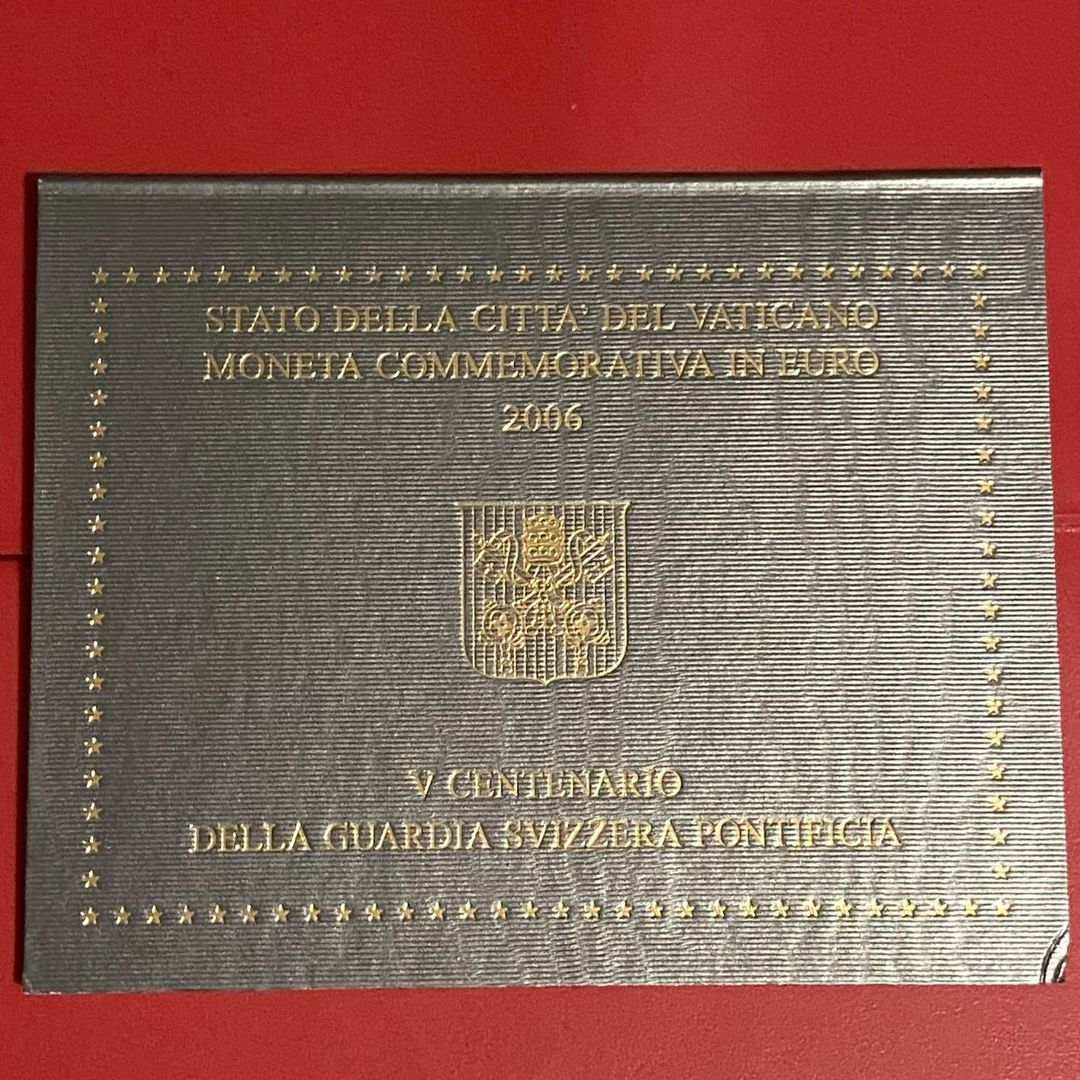 STATO DELLA CITTA' DEL VATICANO
MONETA COMMEMORATIVA IN EURO
2006
V CENTENARIO
DELLA GUARDIA SVIZZERA PONTIFICIA